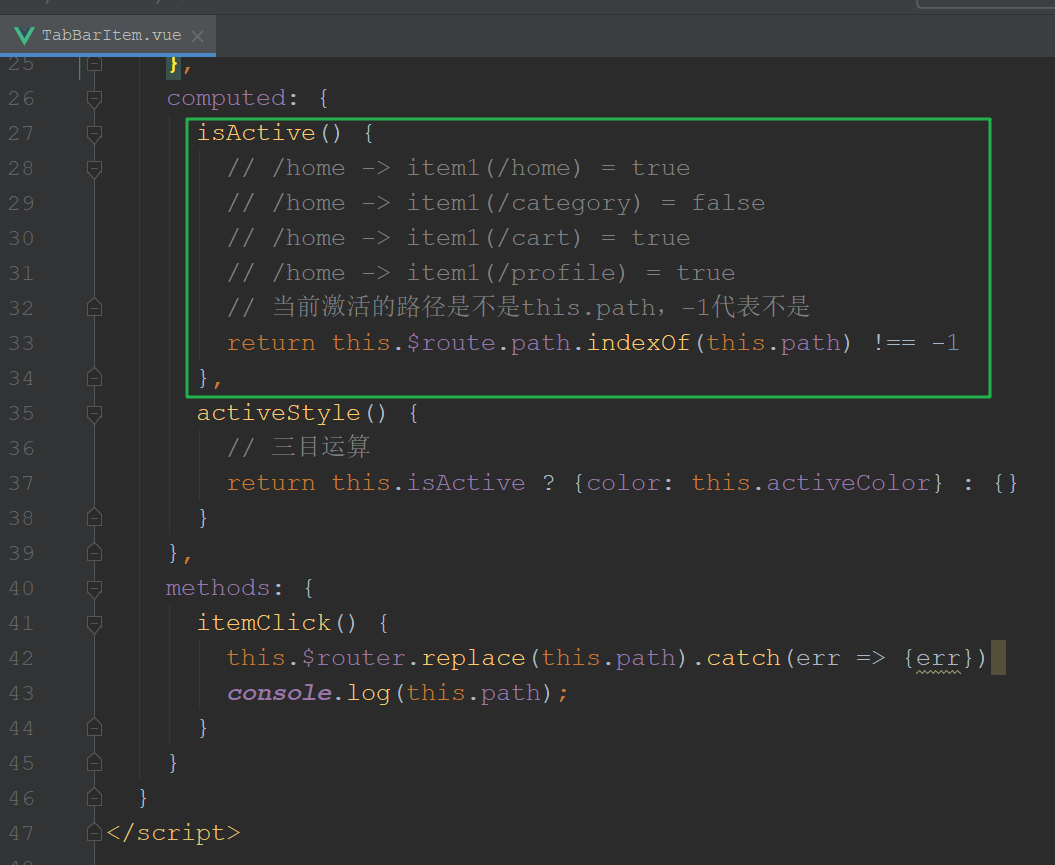 TabBarItem.vue
25 },
26 computed: {
27 isActive() {
28 // /home -> item1(/home) = true
29 // /home -> item1(/category) = false
30 // /home -> item1(/cart) = true
31 // /home -> item1(/profile) = true
32 // 当前激活的路径是不是this.path，-1代表不是
33 return this.$route.path.indexOf(this.path) !== -1
34 },
35 activeStyle() {
36 // 三目运算
37 return this.isActive ? {color: this.activeColor} : {}
38 }
39 },
40 methods: {
41 itemClick() {
42 this.$router.replace(this.path).catch(err => {err})
43 console.log(this.path);
44 }
45 }
46 }
47 </script>